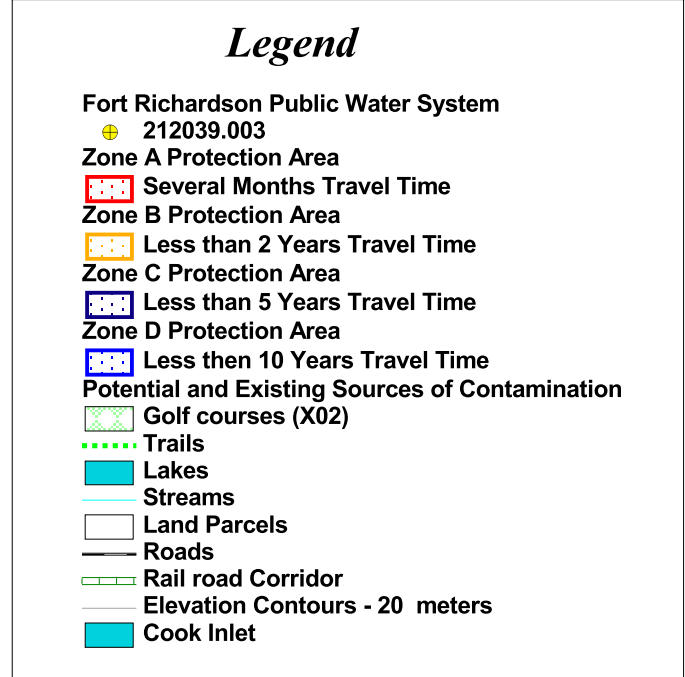 Legend
Fort Richardson Public Water System
212039.003
Zone A Protection Area
Several Months Travel Time
Zone B Protection Area
Less than 2 Years Travel Time
Zone C Protection Area
Less than 5 Years Travel Time
Zone D Protection Area
Less then 10 Years Travel Time
Potential and Existing Sources of Contamination
Golf courses (X02)
Trails
Lakes
Streams
Land Parcels
Roads
Rail road Corridor
Elevation Contours - 20  meters
Cook Inlet